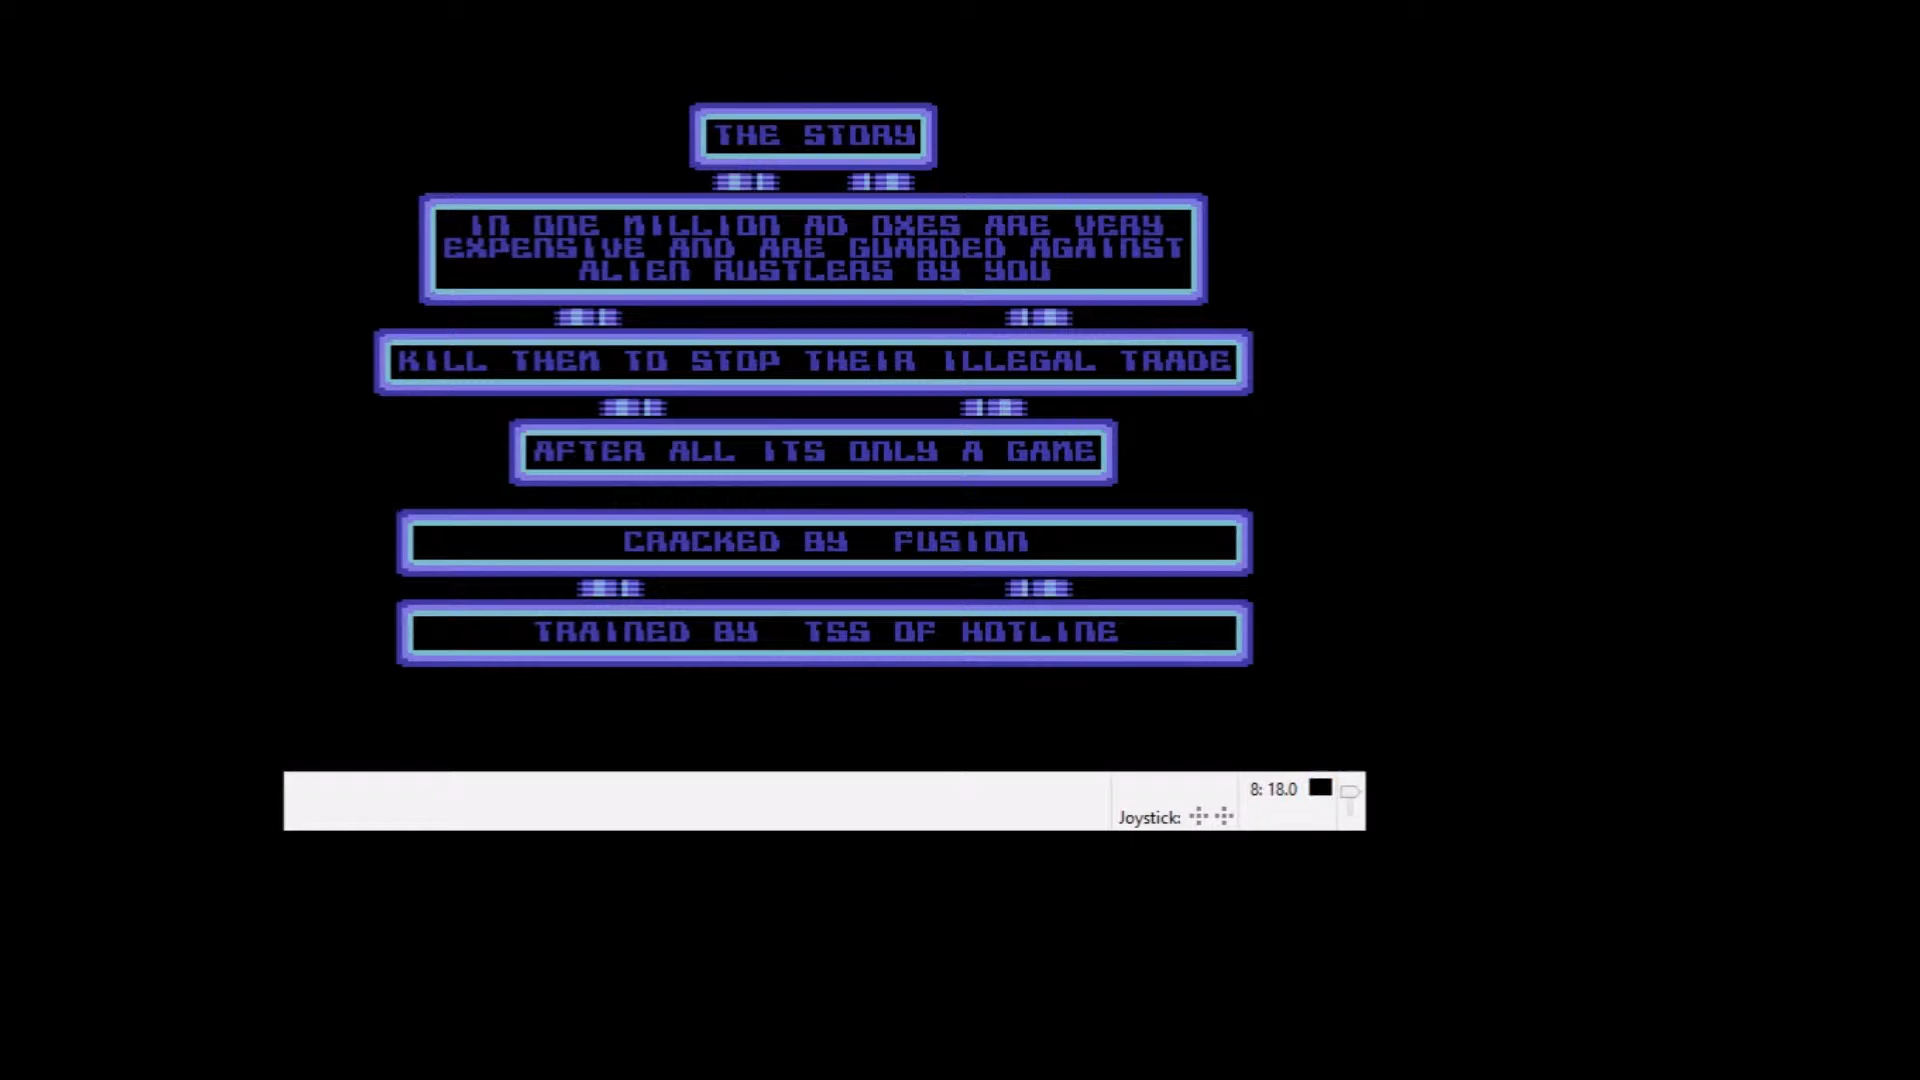 THE STORY
IN ONE MILLION AD OXES ARE VERY
EXPENSIVE AND ARE GUARDED AGAINST
ALIEN RUSTLERS BY YOU
KILL THEM TO STOP THEIR ILLEGAL TRADE
AFTER ALL ITS ONLY A GAME
CRACKED BY  FUSION
TRAINED BY  TSS OF HOTLINE
8: 18.0
Joystick: